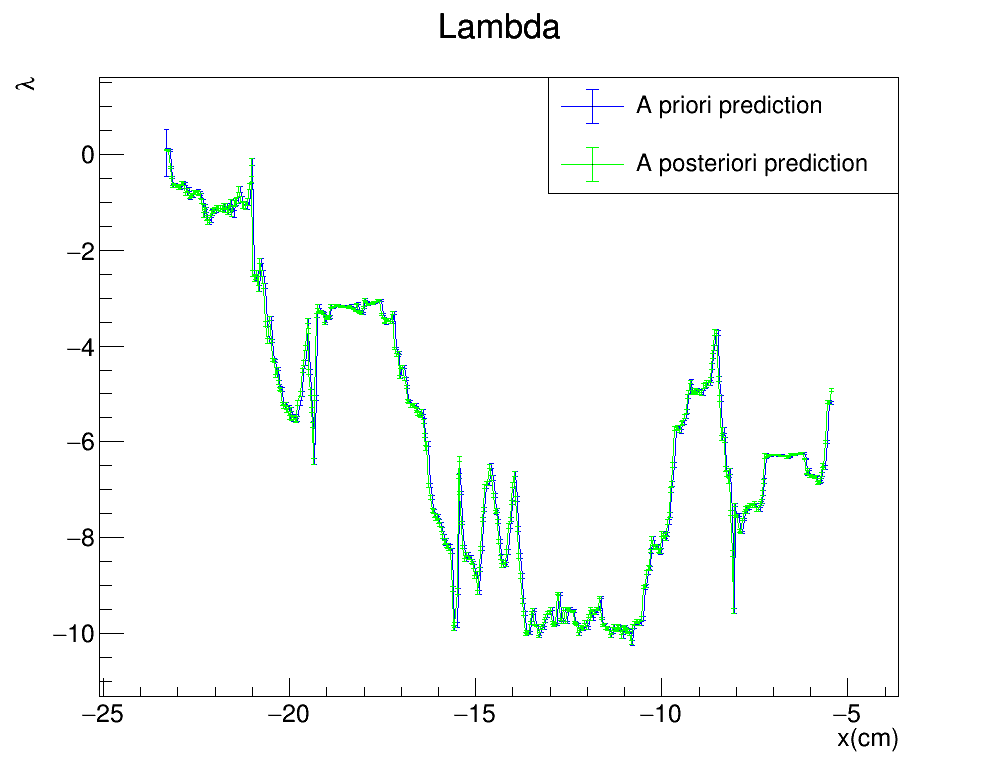 Lambda
λ
A priori prediction
A posteriori prediction
0
−2
−4
−6
−8
−10
−25 −20 −15 −10 −5
x(cm)